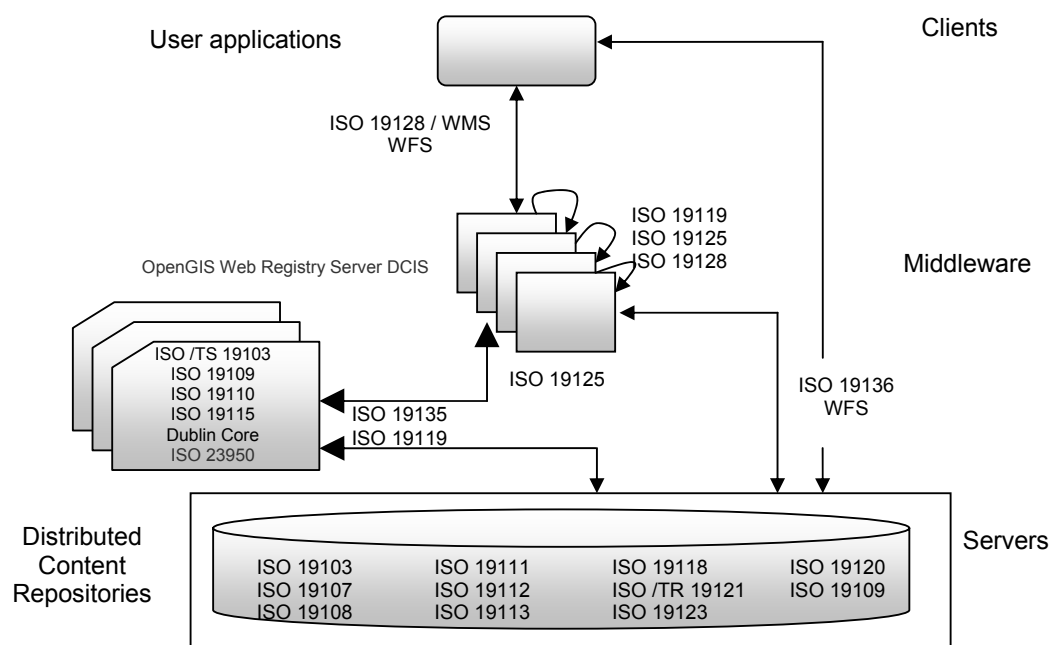 User applications
Clients
ISO 19128 / WMS
WFS
ISO 19119
ISO 19125
ISO 19128
OpenGIS Web Registry Server DCIS
Middleware
ISO /TS 19103
ISO 19109
ISO 19110
ISO 19115
Dublin Core
ISO 23950
ISO 19125
ISO 19135
ISO 19119
ISO 19136
WFS
Distributed
Content
Repositories
Servers
ISO 19103
ISO 19107
ISO 19108
ISO 19111
ISO 19112
ISO 19113
ISO 19118
ISO /TR 19121
ISO 19123
ISO 19120
ISO 19109